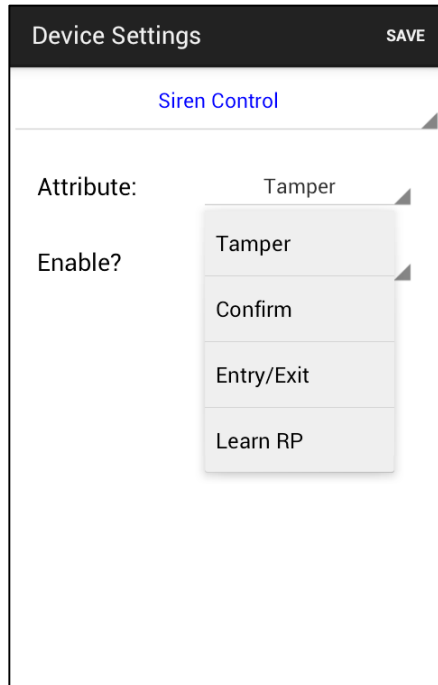 Device Settings SAVE
Siren Control
Attribute: Tamper
Tamper
Enable?
Confirm
Entry/Exit
Learn RP